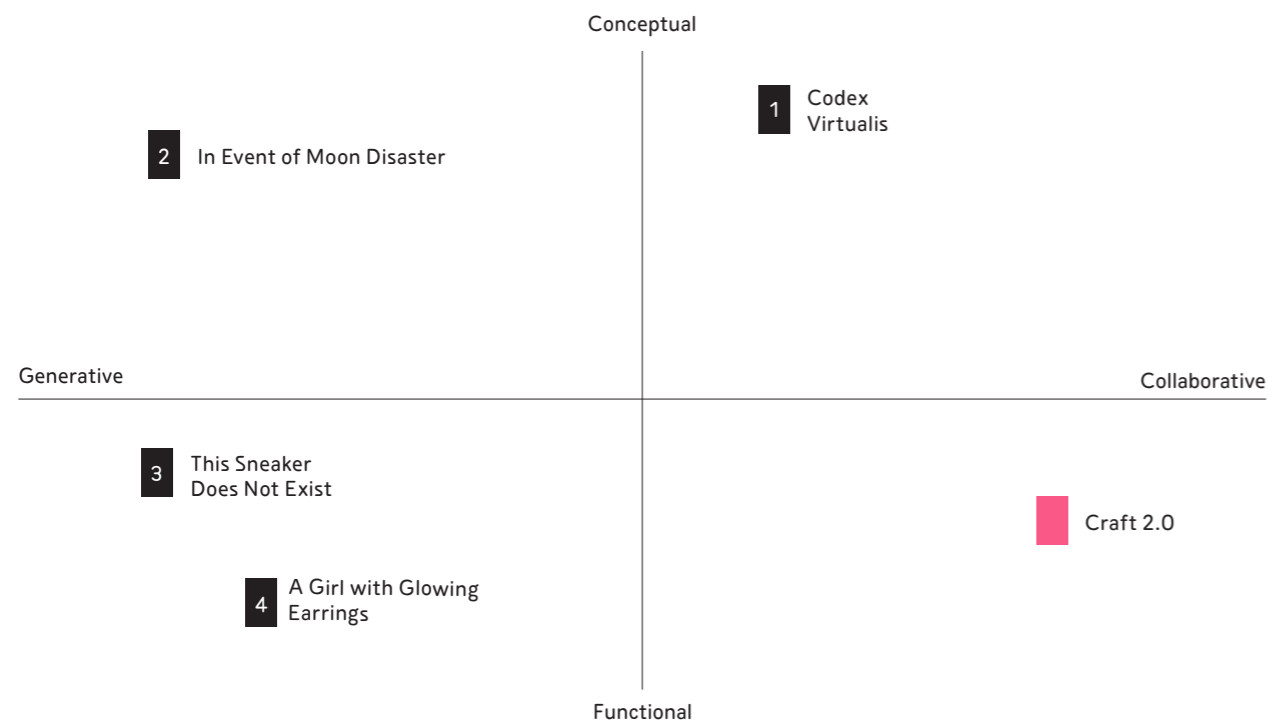 Conceptual
1
Codex
Virtualis
2
In Event of Moon Disaster
Generative
Collaborative
3
This Sneaker
Does Not Exist
Craft 2.0
4
A Girl with Glowing
Earrings
Functional